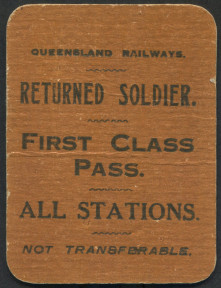 QUEENSLAND RAILWAYS.
RETURNED SOLDIER.
FIRST CLASS
PASS.
ALL STATIONS.
NOT TRANSFERABLE.